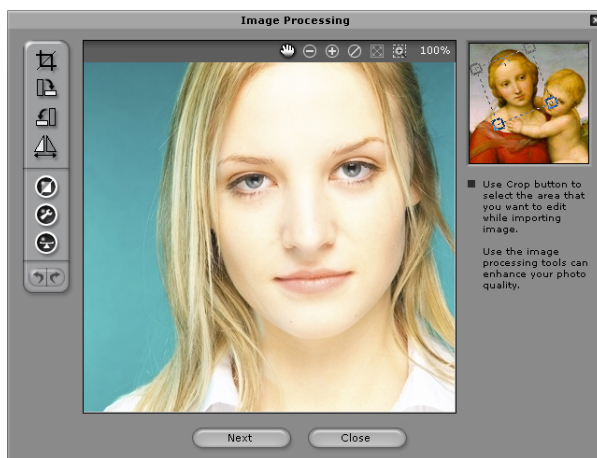 Image Processing
100%
Use Crop button to
select the area that
you want to edit
while importing
image.
Use the image
processing tools can
enhance your photo
quality.
Next
Close